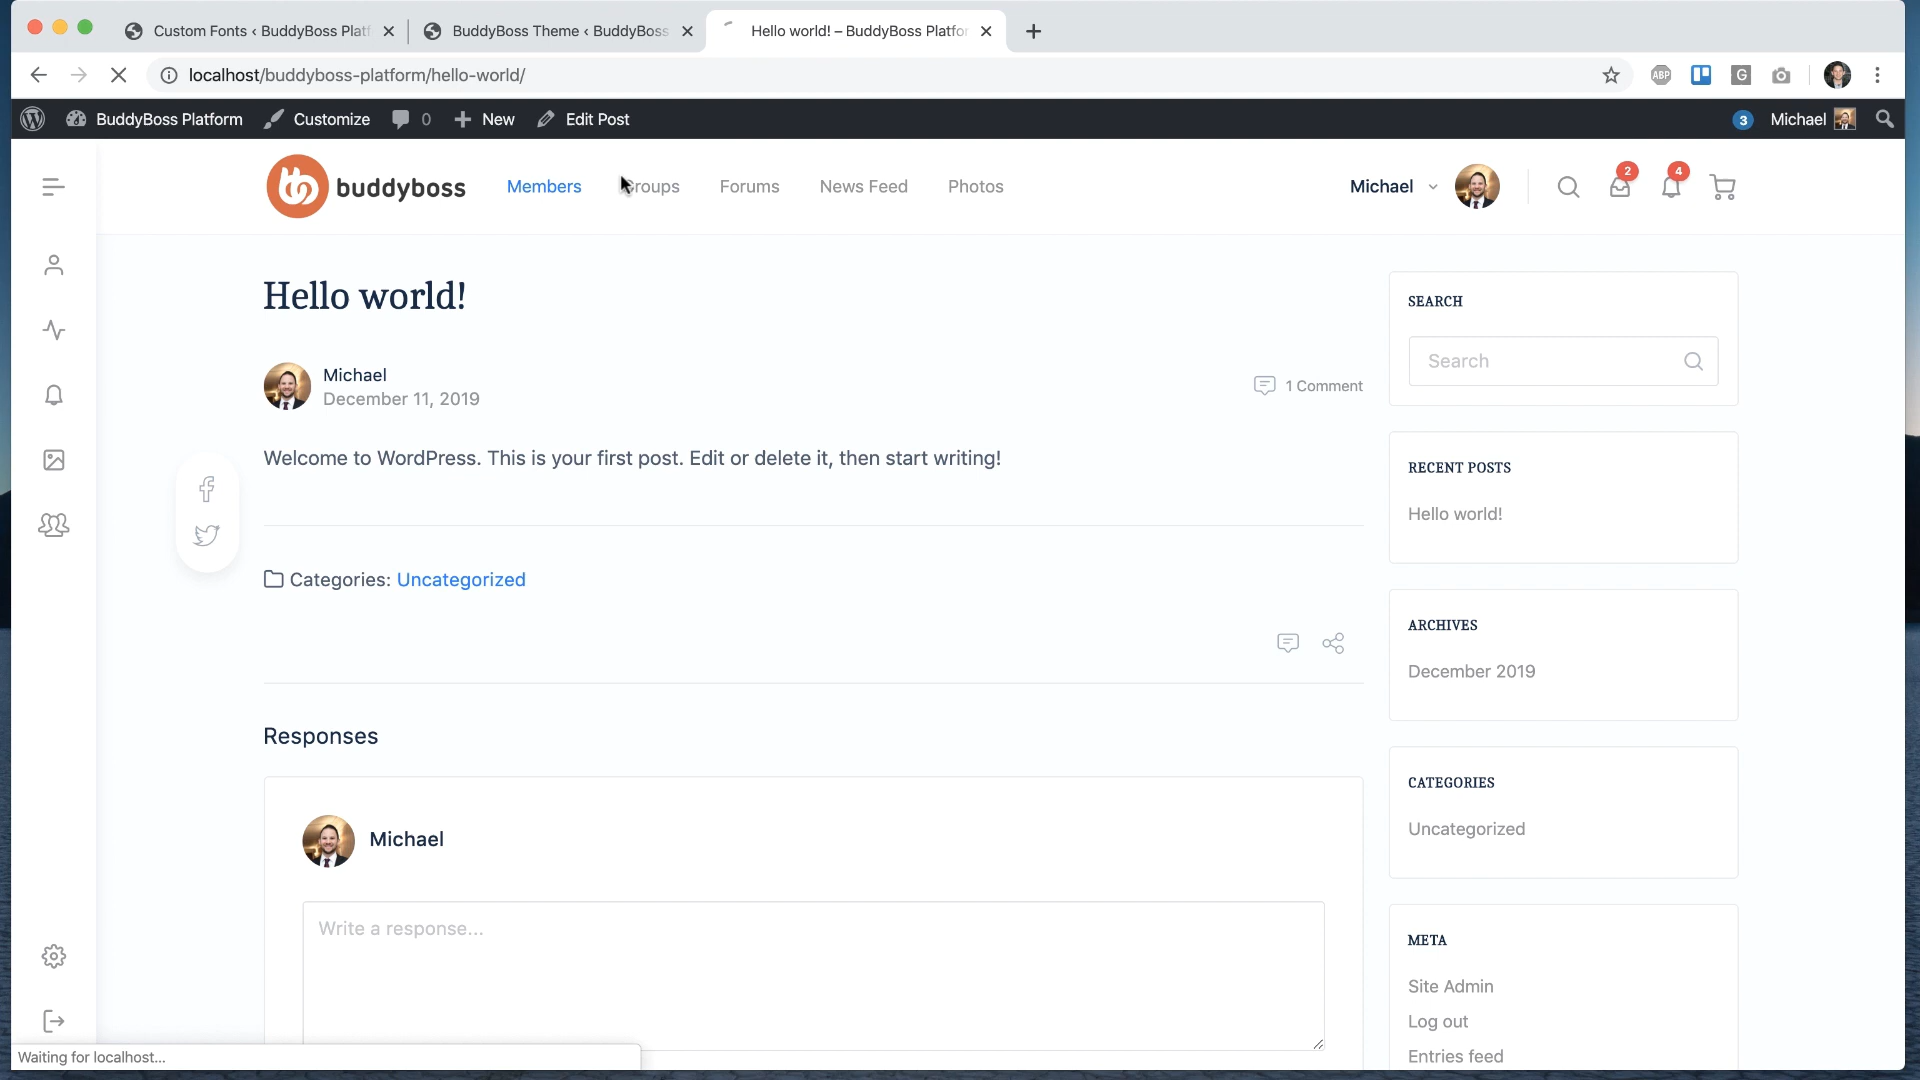 Custom Fonts ‹ BuddyBoss Platf
BuddyBoss Theme ‹ BuddyBoss
Hello world! – BuddyBoss Platfor
localhost/buddyboss-platform/hello-world/
ABP
G
BuddyBoss Platform
Customize
0
New
Edit Post
3
Michael
buddyboss
Members
Groups
Forums
News Feed
Photos
Michael
2
4
Hello world!
Michael
December 11, 2019
1 Comment
Welcome to WordPress. This is your first post. Edit or delete it, then start writing!
Categories: Uncategorized
Responses
Michael
Write a response...
SEARCH
Search
RECENT POSTS
Hello world!
ARCHIVES
December 2019
CATEGORIES
Uncategorized
META
Site Admin
Log out
Entries feed
Waiting for localhost...